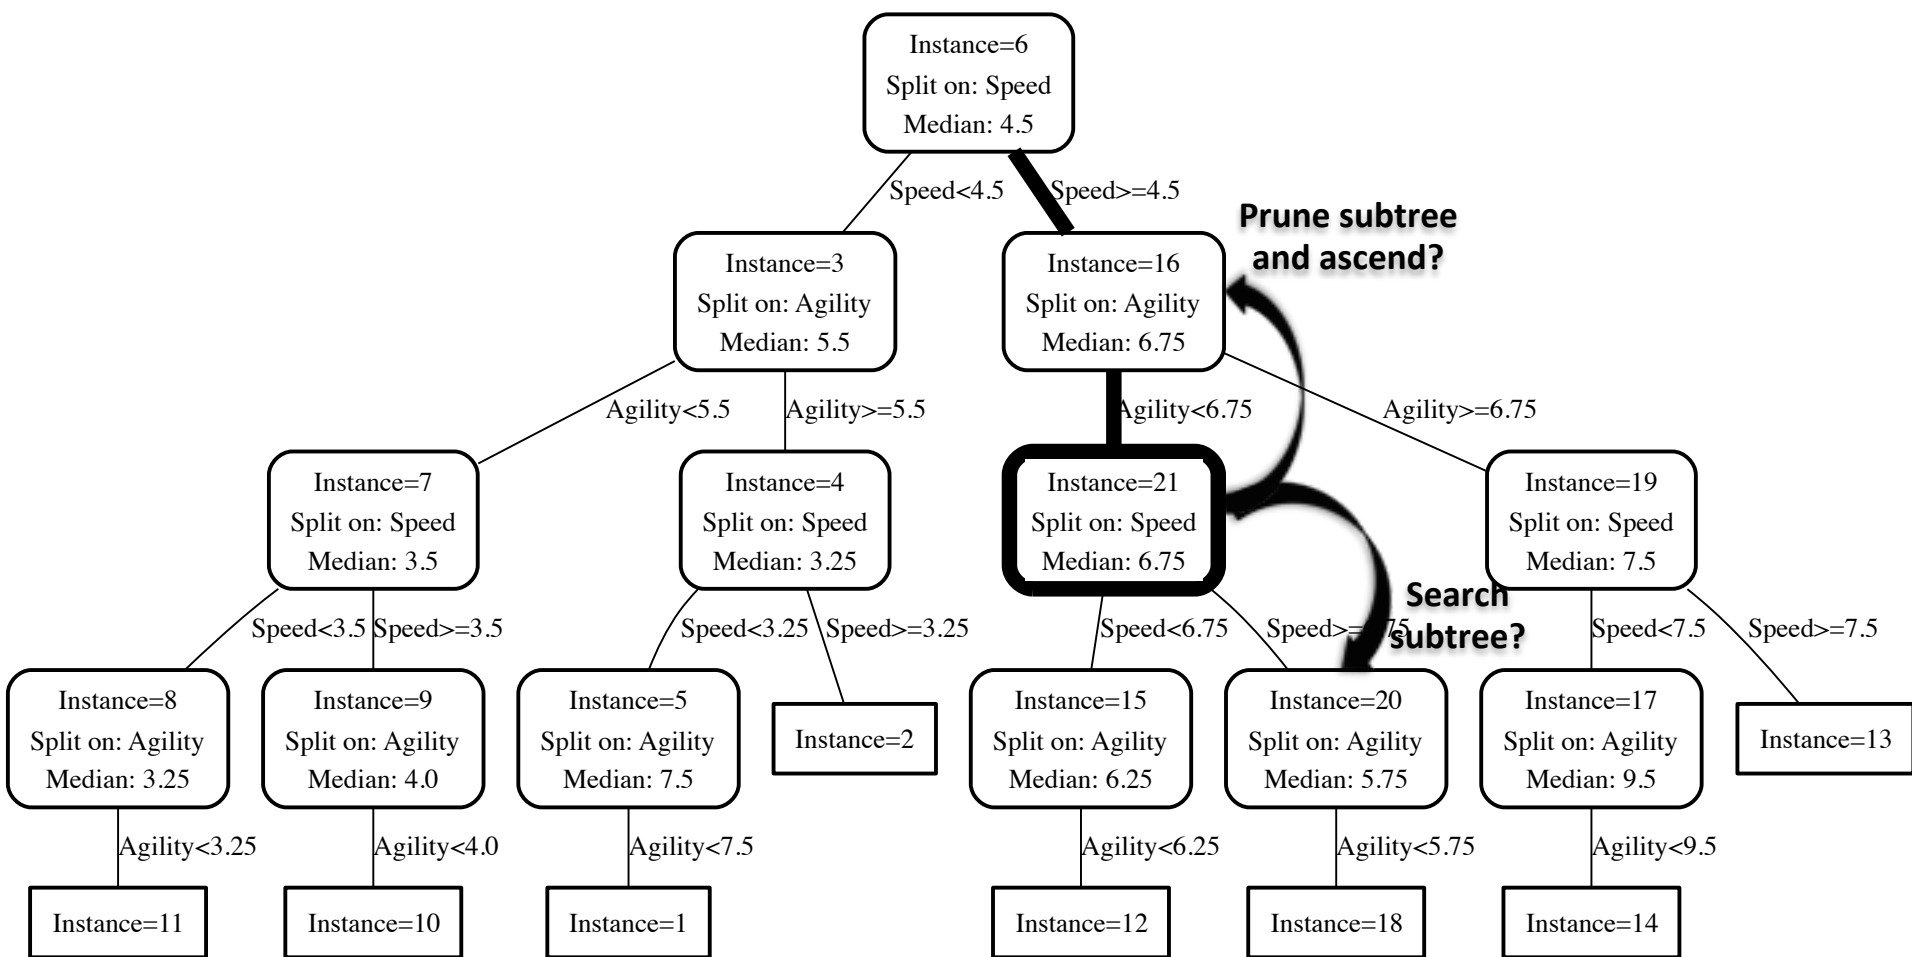 Instance=6
Split on: Speed
Median: 4.5
Speed<4.5
Speed>=4.5
Prune subtree
and ascend?
Instance=3
Split on: Agility
Median: 5.5
Instance=16
Split on: Agility
Median: 6.75
Agility<5.5
Agility>=5.5
Agility<6.75
Agility>=6.75
Instance=7
Split on: Speed
Median: 3.5
Instance=4
Split on: Speed
Median: 3.25
Instance=21
Split on: Speed
Median: 6.75
Instance=19
Split on: Speed
Median: 7.5
Search
subtree?
Speed<3.5
Speed>=3.5
Speed<3.25
Speed>=3.25
Speed<6.75
Speed>=6.75
Speed<7.5
Speed>=7.5
Instance=8
Split on: Agility
Median: 3.25
Instance=9
Split on: Agility
Median: 4.0
Instance=5
Split on: Agility
Median: 7.5
Instance=2
Instance=15
Split on: Agility
Median: 6.25
Instance=20
Split on: Agility
Median: 5.75
Instance=17
Split on: Agility
Median: 9.5
Instance=13
Agility<3.25
Agility<4.0
Agility<7.5
Agility<6.25
Agility<5.75
Agility<9.5
Instance=11
Instance=10
Instance=1
Instance=12
Instance=18
Instance=14